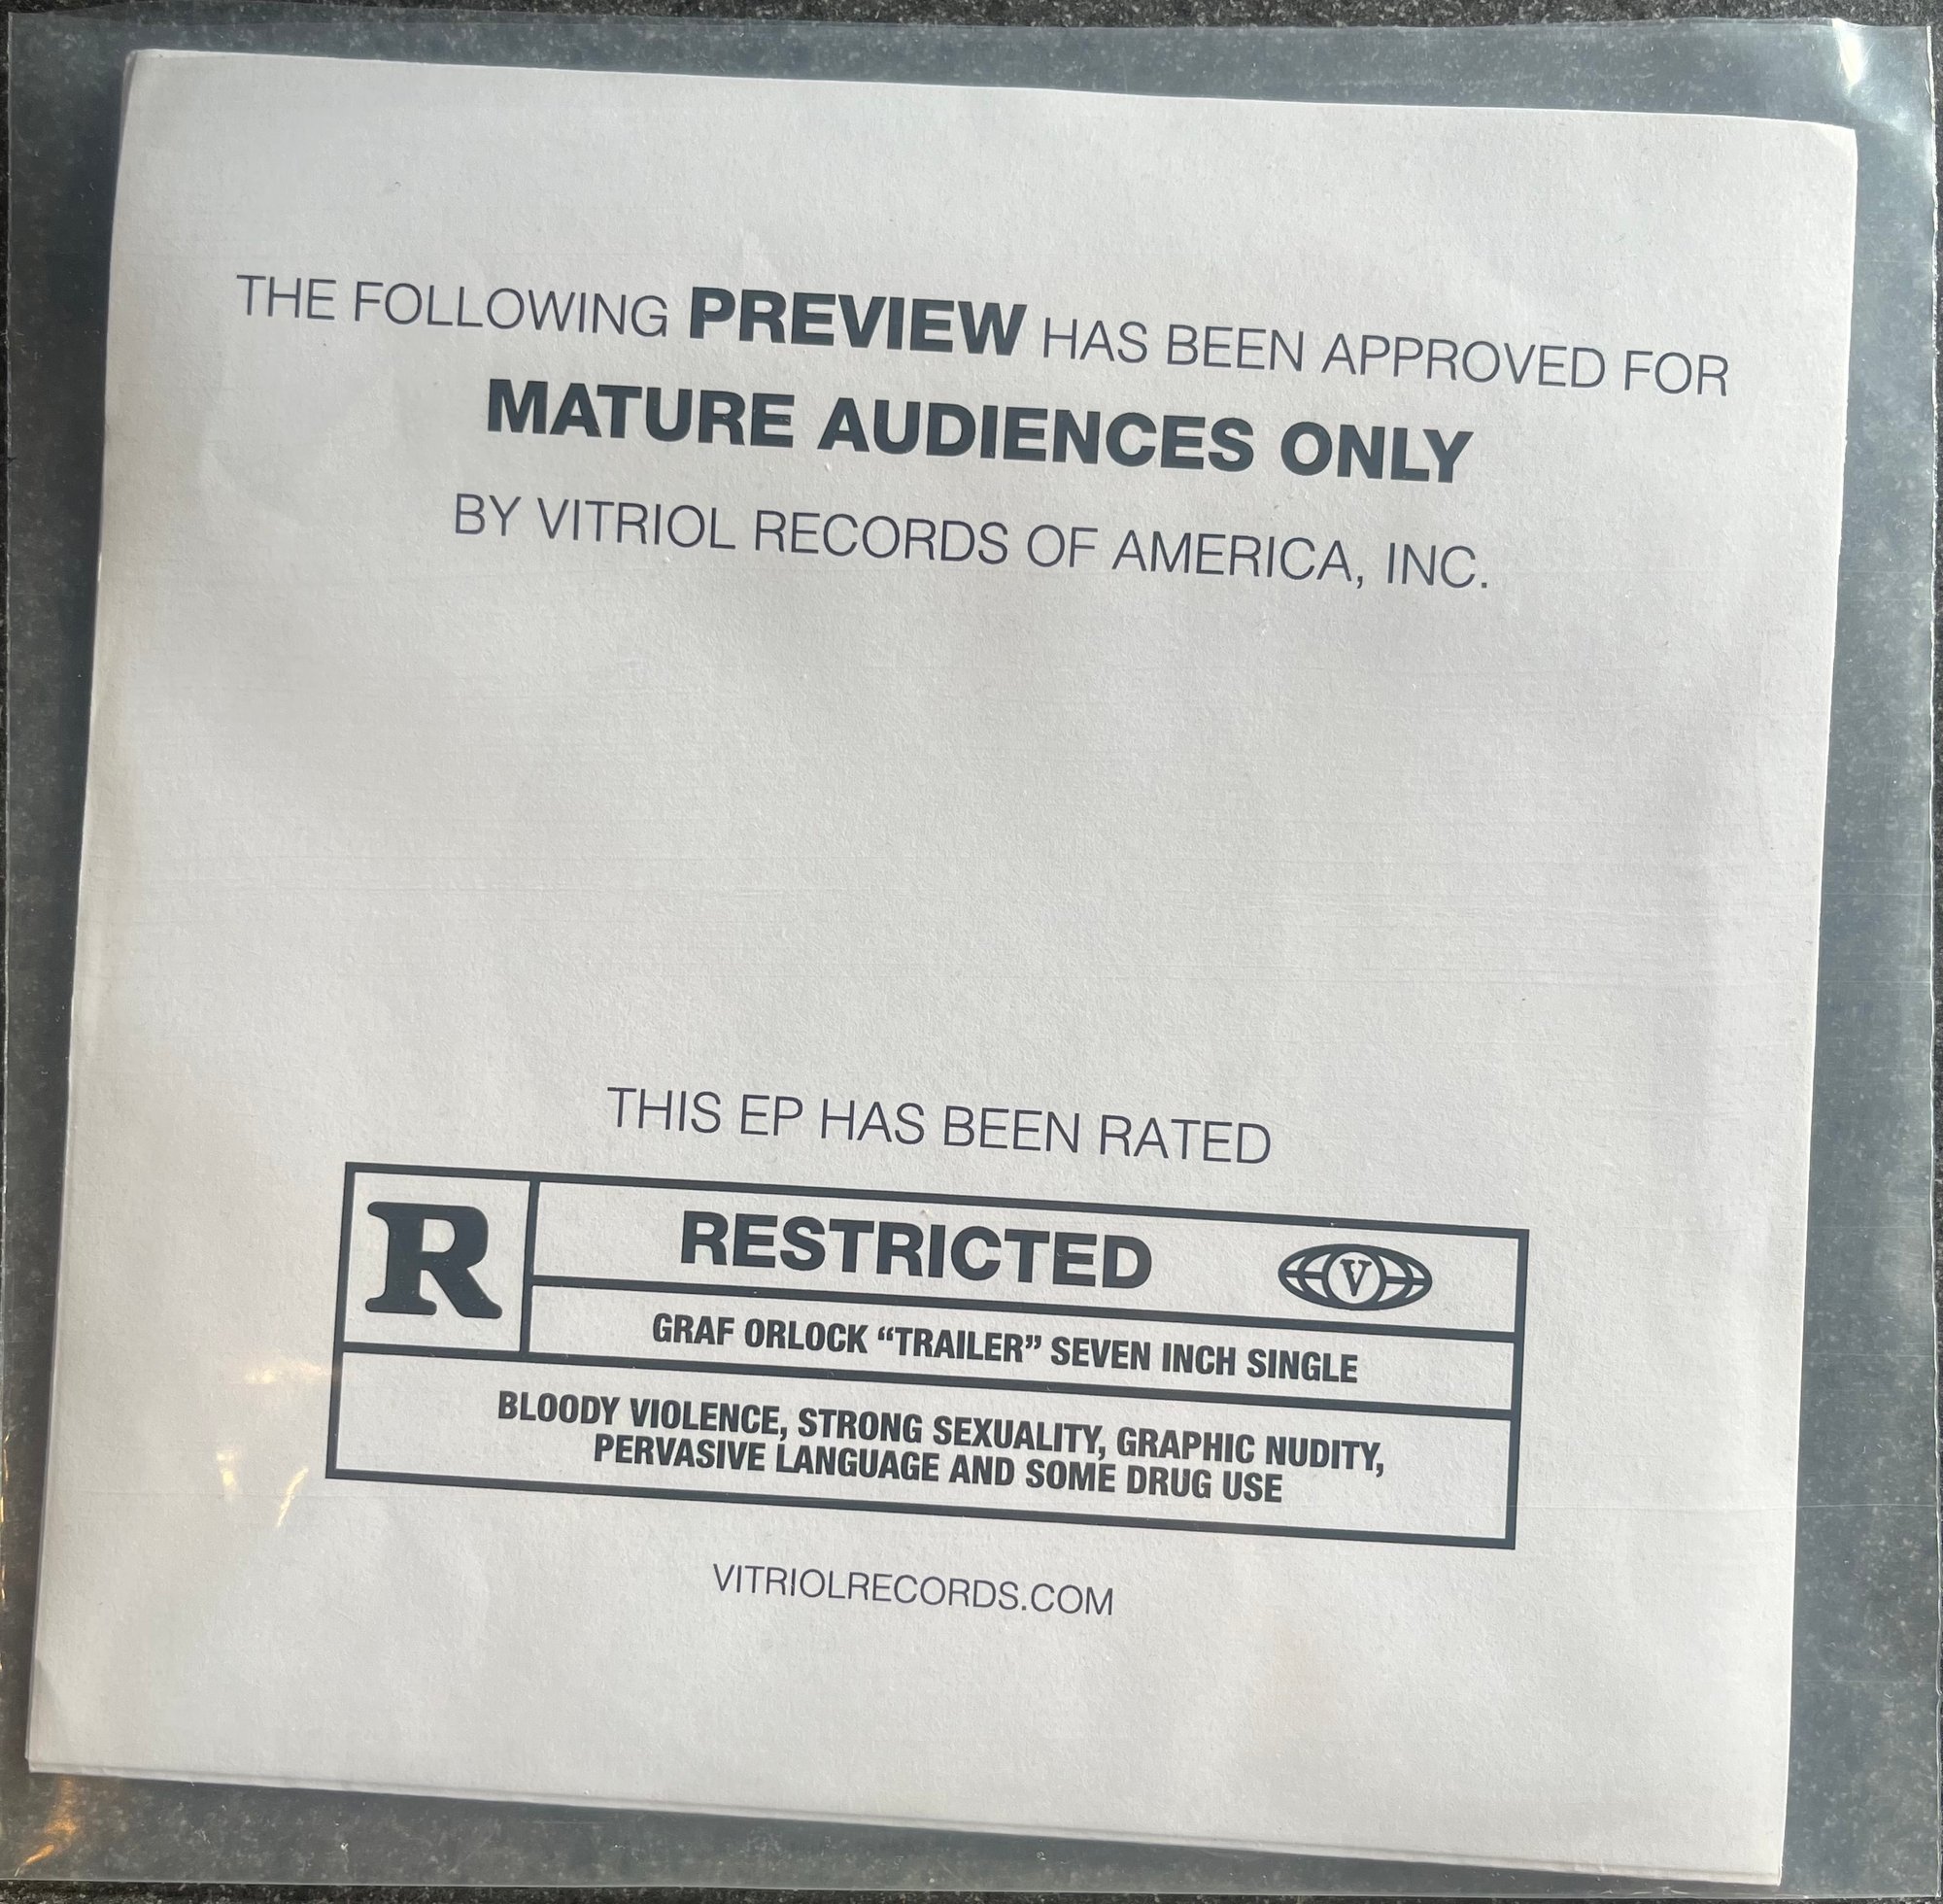 THE FOLLOWING PREVIEW HAS BEEN APPROVED FOR
MATURE AUDIENCES ONLY
BY VITRIOL RECORDS OF AMERICA, INC.
THIS EP HAS BEEN RATED
R
RESTRICTED
V
GRAF ORLOCK “TRAILER” SEVEN INCH SINGLE
BLOODY VIOLENCE, STRONG SEXUALITY, GRAPHIC NUDITY,
PERVASIVE LANGUAGE AND SOME DRUG USE
VITRIOLRECORDS.COM